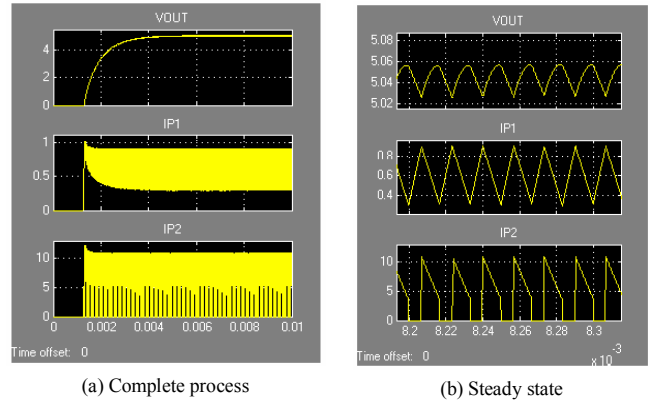 VOUT
4
2
0
IP1
1
0.5
0
IP2
10
5
0
0 0.002 0.004 0.006 0.008 0.01
Time offset: 0
(a) Complete process
VOUT
5.08
5.06
5.04
5.02
IP1
0.8
0.6
0.4
IP2
10
5
0
8.2 8.22 8.24 8.26 8.28 8.3
x 10⁻³
Time offset: 0
(b) Steady state